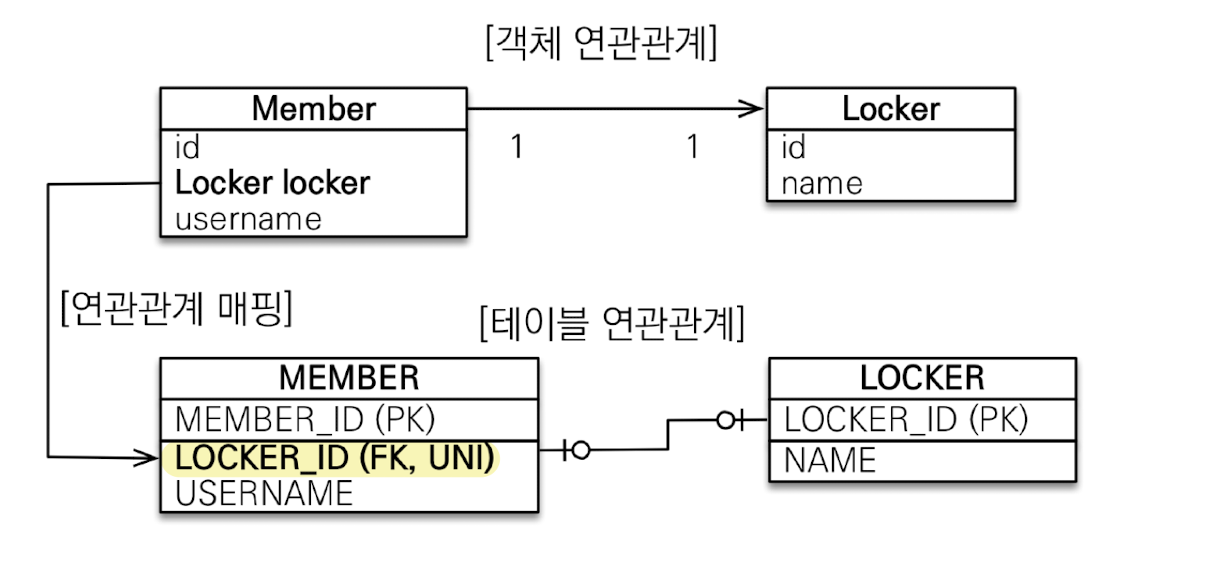 [객체 연관관계]
Member
id
Locker locker
username
1
1
Locker
id
name
[연관관계 매핑]
[테이블 연관관계]
MEMBER
MEMBER_ID (PK)
LOCKER_ID (FK, UNI)
USERNAME
LOCKER
LOCKER_ID (PK)
NAME